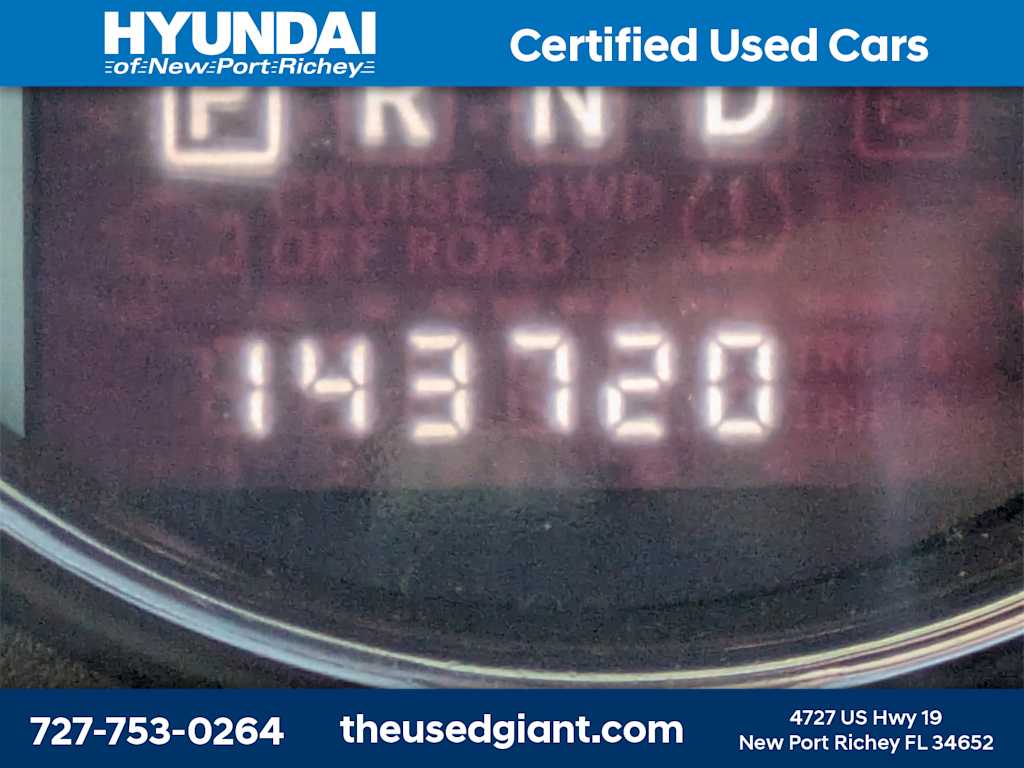 HYUNDAI
of New Port Richey
Certified Used Cars
P R N D
CRUISE 4WD
OFF ROAD
143720
727-753-0264
theusedgiant.com
4727 US Hwy 19
New Port Richey FL 34652